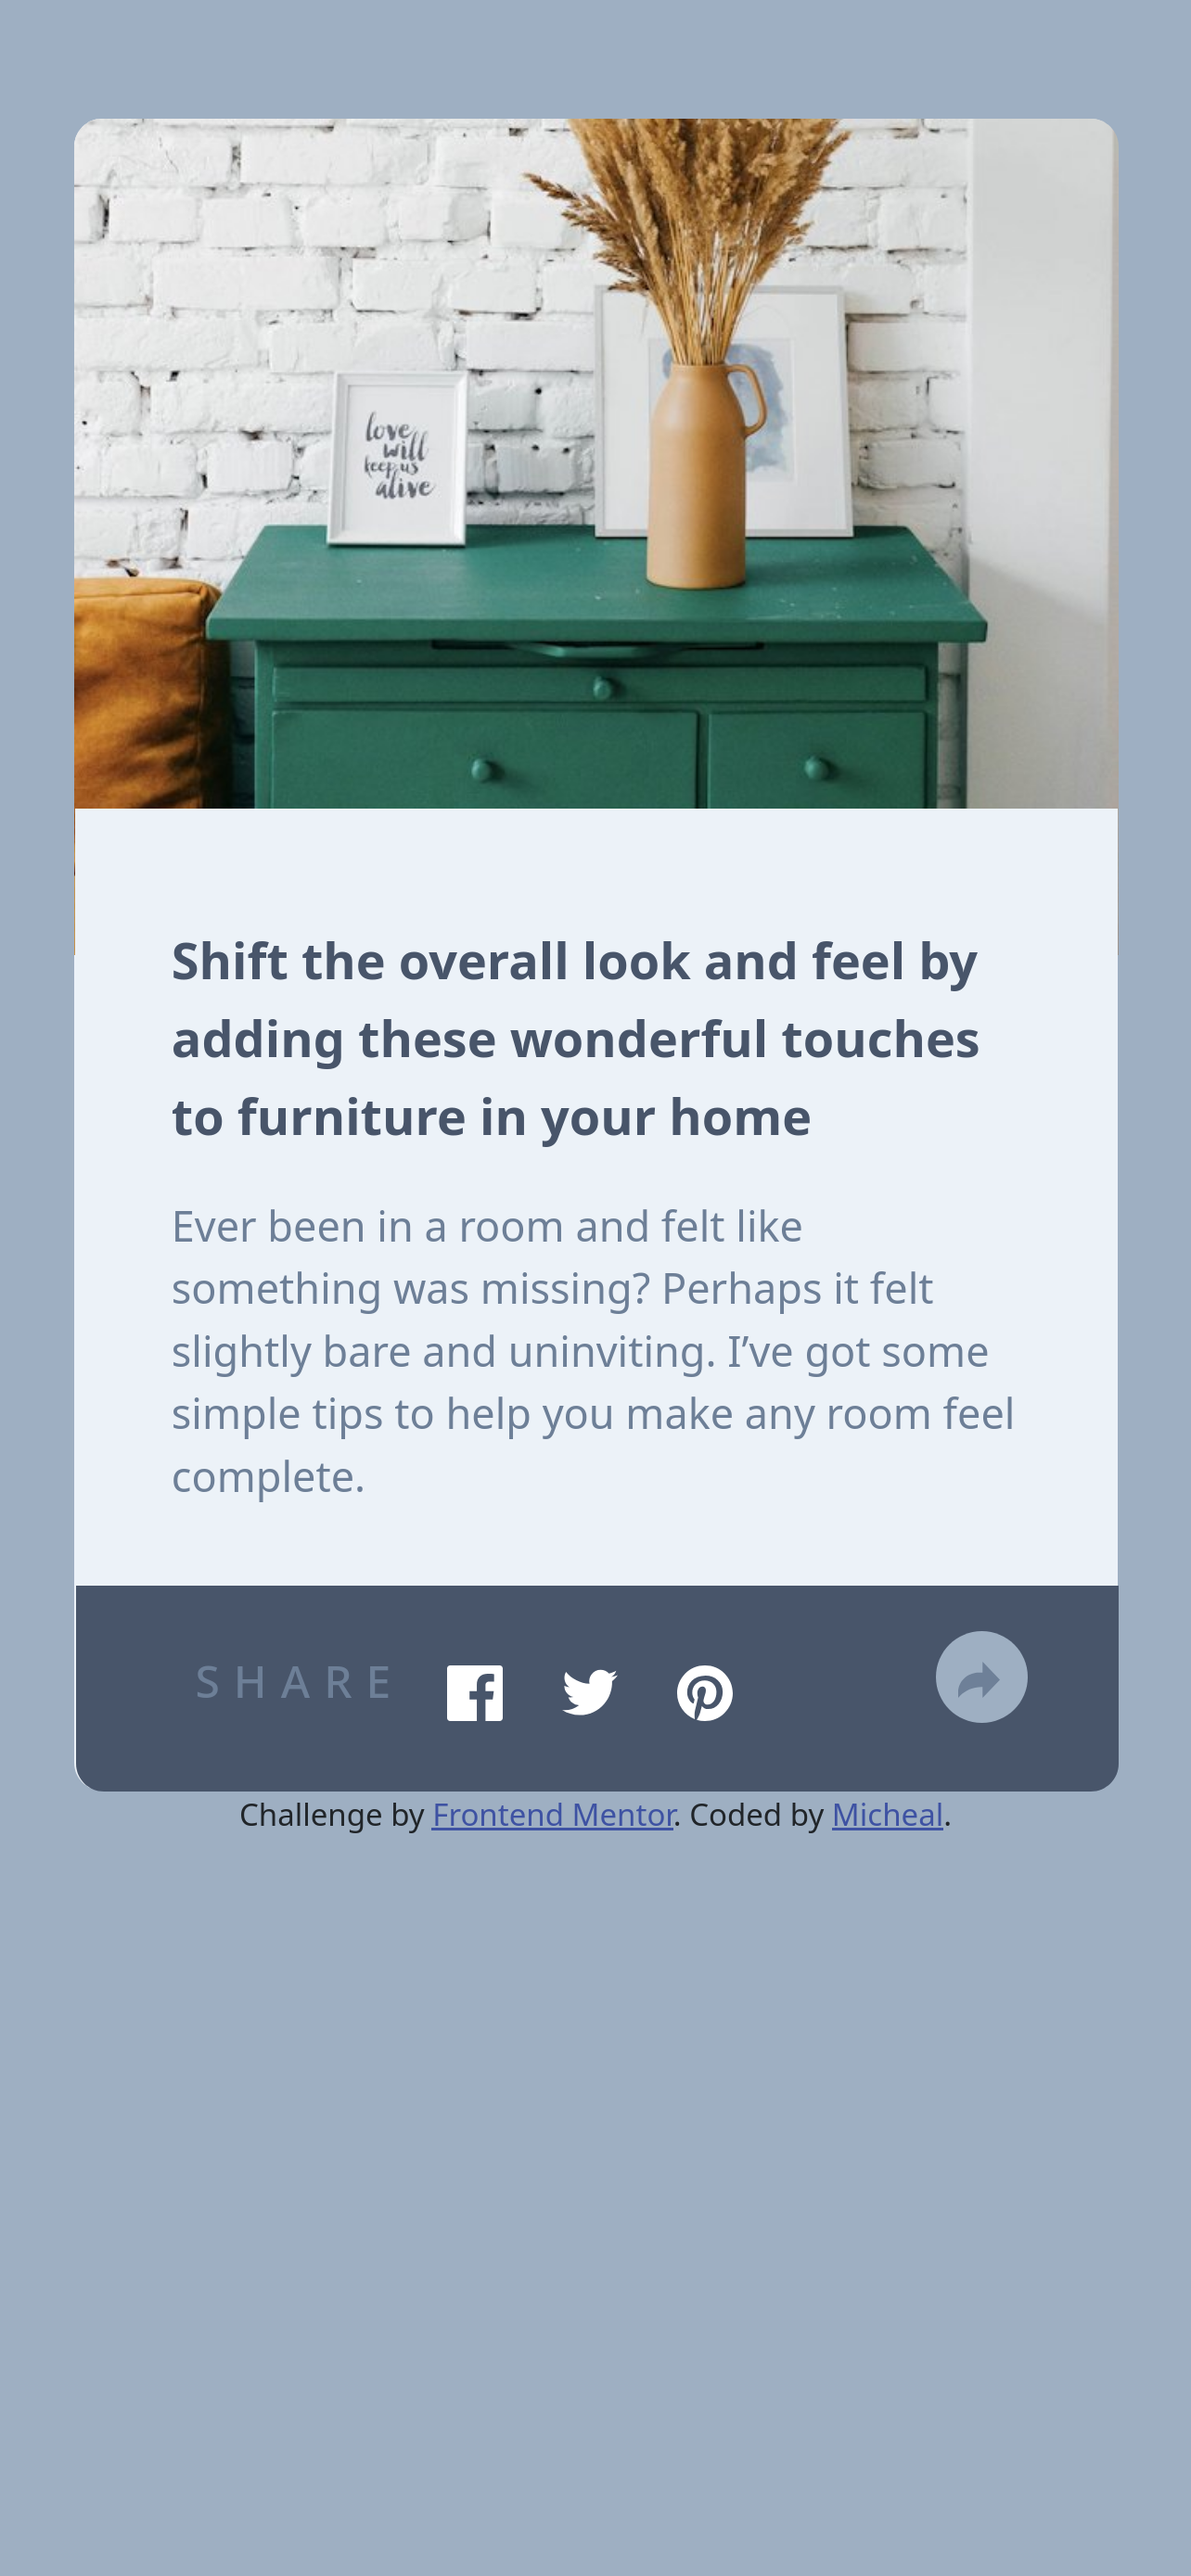 love
will
keep us
alive
Shift the overall look and feel by
adding these wonderful touches
to furniture in your home
Ever been in a room and felt like
something was missing? Perhaps it felt
slightly bare and uninviting. I’ve got some
simple tips to help you make any room feel
complete.
SHARE
Challenge by Frontend Mentor. Coded by Micheal.